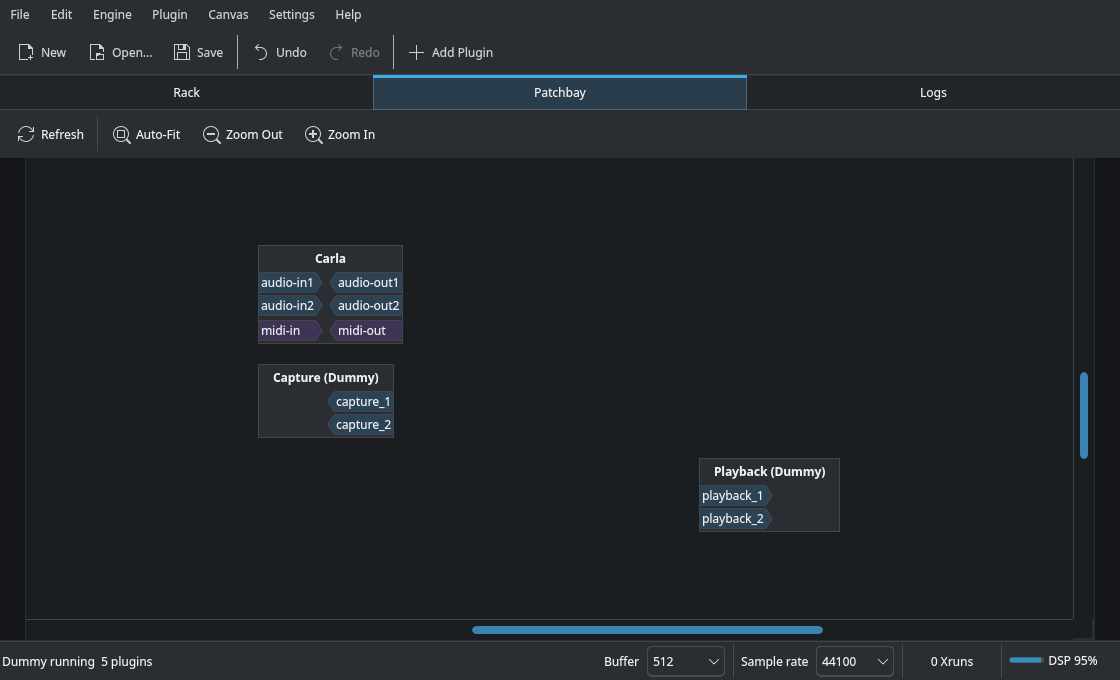 File Edit Engine Plugin Canvas Settings Help
New Open... Save Undo Redo Add Plugin
Rack Patchbay Logs
Refresh Auto-Fit Zoom Out Zoom In
Carla
audio-in1 audio-out1
audio-in2 audio-out2
midi-in midi-out
Capture (Dummy)
capture_1
capture_2
Playback (Dummy)
playback_1
playback_2
Dummy running 5 plugins Buffer 512 Sample rate 44100 0 Xruns DSP 95%